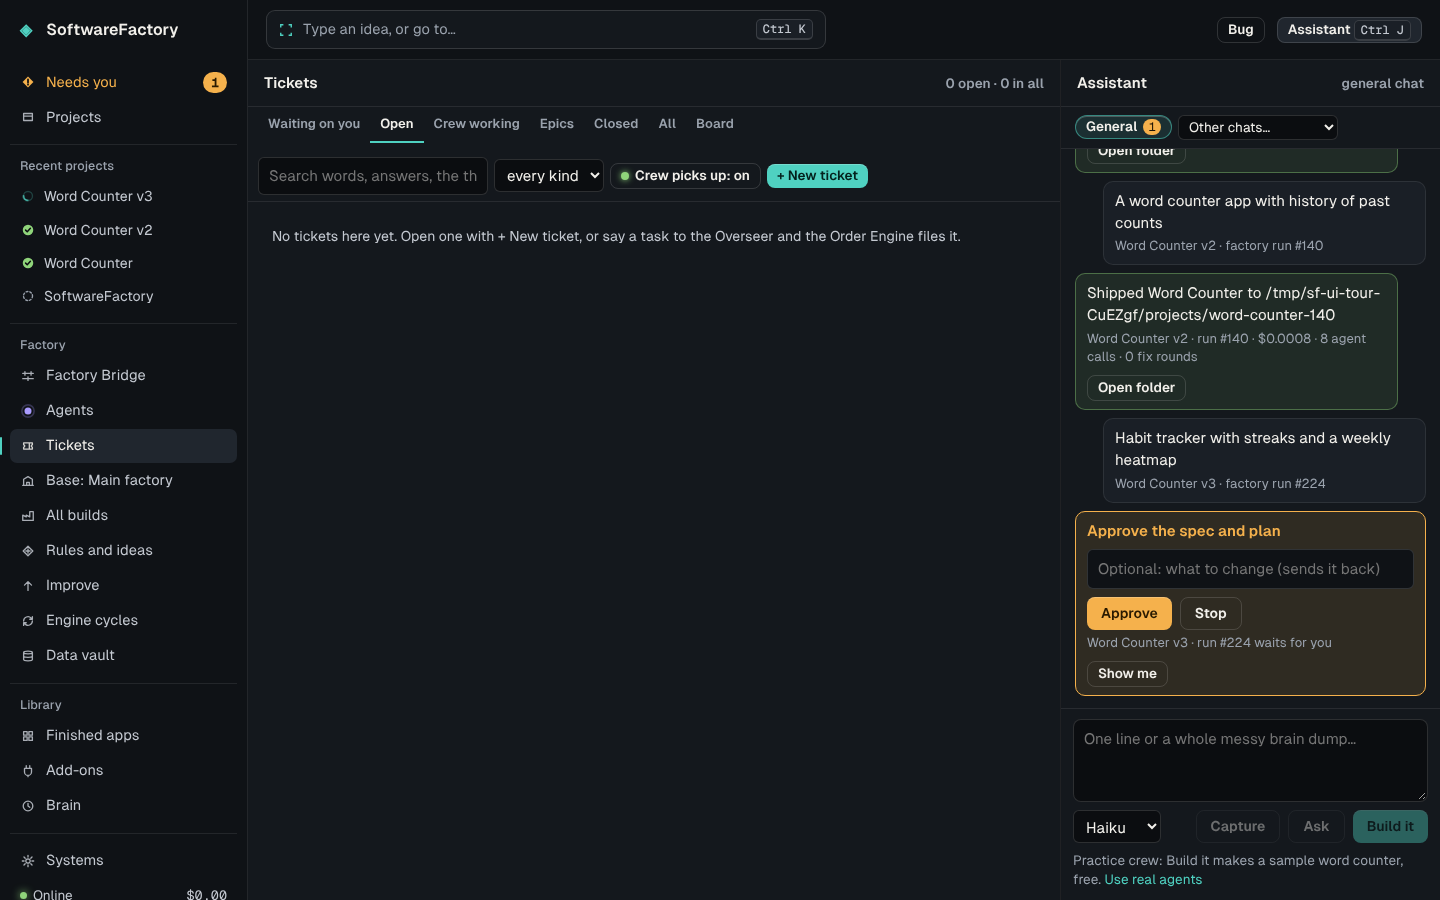 SoftwareFactory
Type an idea, or go to…
Ctrl K
Bug
Assistant Ctrl J
Needs you
1
Projects
Recent projects
Word Counter v3
Word Counter v2
Word Counter
SoftwareFactory
Factory
Factory Bridge
Agents
Tickets
Base: Main factory
All builds
Rules and ideas
Improve
Engine cycles
Data vault
Library
Finished apps
Add-ons
Brain
Systems
Online
$0.00
Tickets
0 open · 0 in all
Waiting on you
Open
Crew working
Epics
Closed
All
Board
Search words, answers, the th
every kind
Crew picks up: on
+ New ticket
No tickets here yet. Open one with + New ticket, or say a task to the Overseer and the Order Engine files it.
Assistant
general chat
General 1
Other chats…
Open folder
A word counter app with history of past
counts
Word Counter v2 · factory run #140
Shipped Word Counter to /tmp/sf-ui-tour-
CuEZgf/projects/word-counter-140
Word Counter v2 · run #140 · $0.0008 · 8 agent
calls · 0 fix rounds
Open folder
Habit tracker with streaks and a weekly
heatmap
Word Counter v3 · factory run #224
Approve the spec and plan
Optional: what to change (sends it back)
Approve
Stop
Word Counter v3 · run #224 waits for you
Show me
One line or a whole messy brain dump…
Haiku
Capture
Ask
Build it
Practice crew: Build it makes a sample word counter,
free. Use real agents